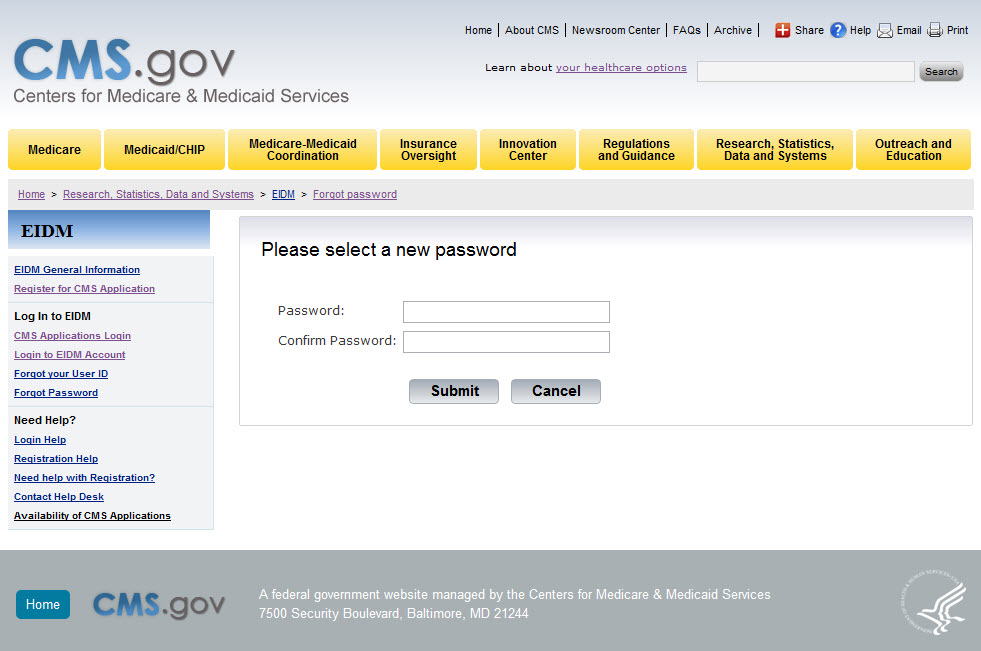 Home | About CMS | Newsroom Center | FAQs | Archive | Share Help Email Print
CMS.gov
Centers for Medicare & Medicaid Services
Learn about your healthcare options
Search
Medicare
Medicaid/CHIP
Medicare-Medicaid
Coordination
Insurance
Oversight
Innovation
Center
Regulations
and Guidance
Research, Statistics,
Data and Systems
Outreach and
Education
Home > Research, Statistics, Data and Systems > EIDM > Forgot password
EIDM
EIDM General Information
Register for CMS Application
Log In to EIDM
CMS Applications Login
Login to EIDM Account
Forgot your User ID
Forgot Password
Need Help?
Login Help
Registration Help
Need help with Registration?
Contact Help Desk
Availability of CMS Applications
Please select a new password
Password:
Confirm Password:
Submit
Cancel
Home
CMS.gov
A federal government website managed by the Centers for Medicare & Medicaid Services
7500 Security Boulevard, Baltimore, MD 21244